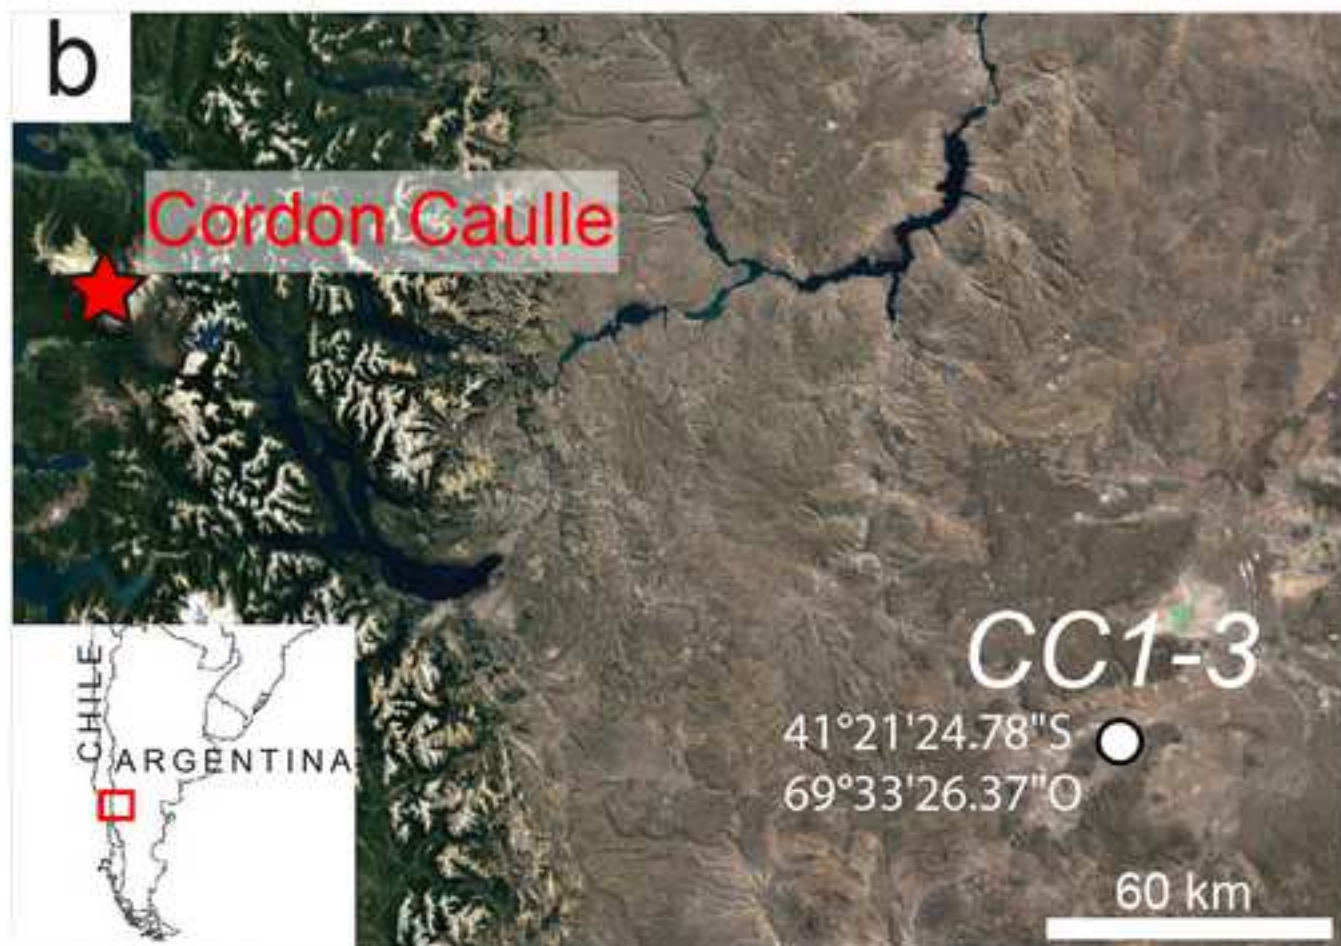 b
Cordon Caulle
CC1-3
41°21'24.78"S
69°33'26.37"O
CHILE
ARGENTINA
60 km